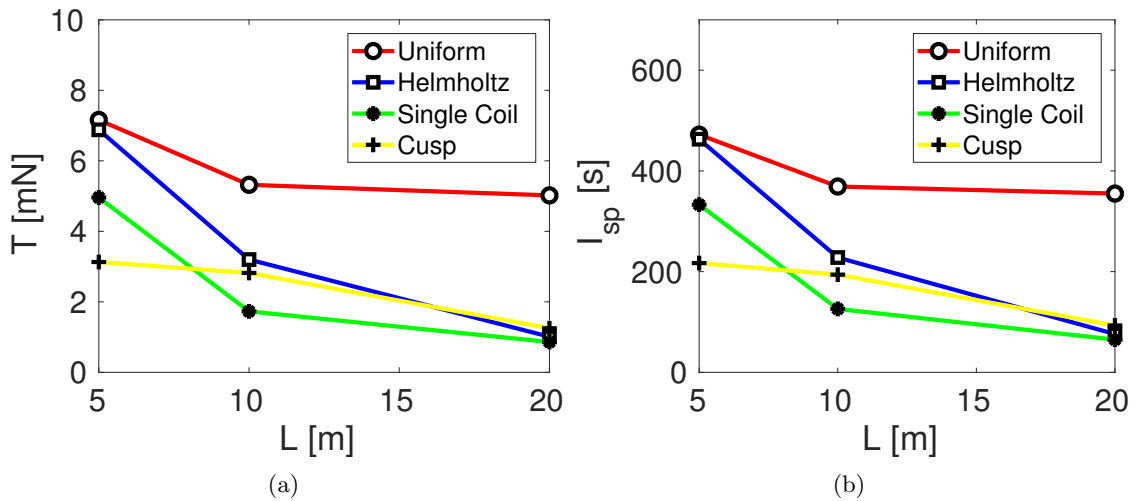 10
8
6
4
2
0
T [mN]
Uniform
Helmholtz
Single Coil
Cusp
5
10
15
20
L [m]
(a)
600
400
200
0
I_sp [s]
Uniform
Helmholtz
Single Coil
Cusp
5
10
15
20
L [m]
(b)